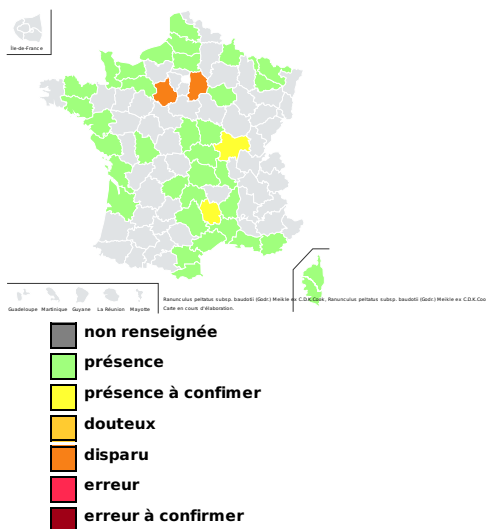 Île-de-France
Guadeloupe Martinique Guyane La Réunion Mayotte
Ranunculus peltatus subsp. baudotii (Godr.) Meikle ex C.D.K.Cook, Ranunculus peltatus subsp. baudotii (Godr.) Meikle ex C.D.K.Coo
Carte en cours d'élaboration.
non renseignée
présence
présence à confimer
douteux
disparu
erreur
erreur à confirmer